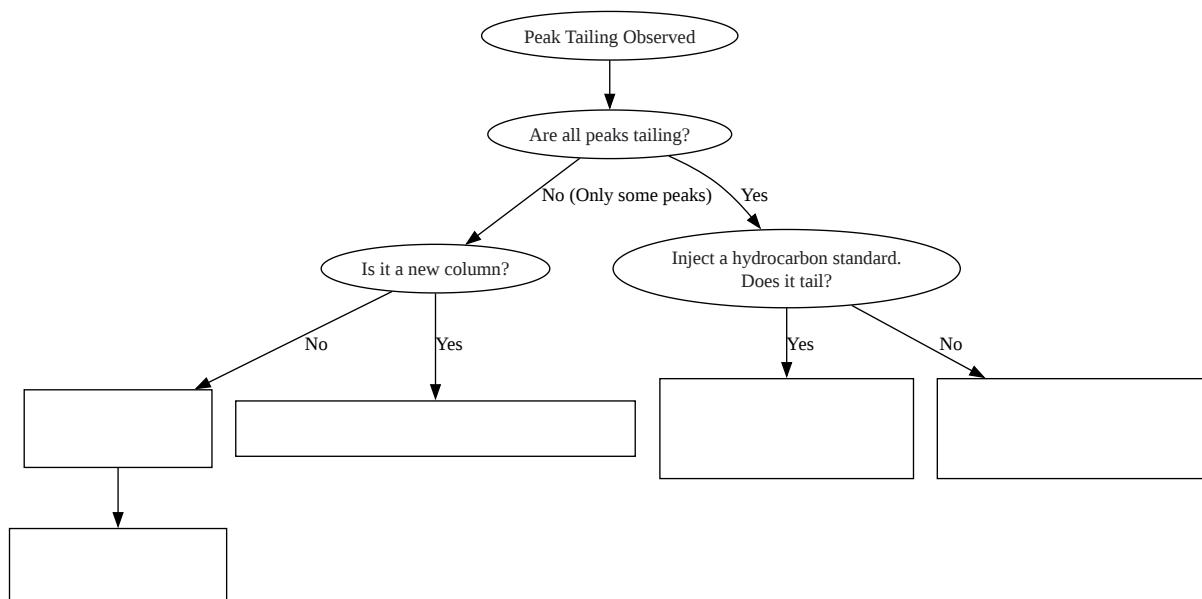 Peak Tailing Observed
Are all peaks tailing?
No (Only some peaks)
Yes
Is it a new column?
Inject a hydrocarbon standard.
Does it tail?
No
Yes
Yes
No